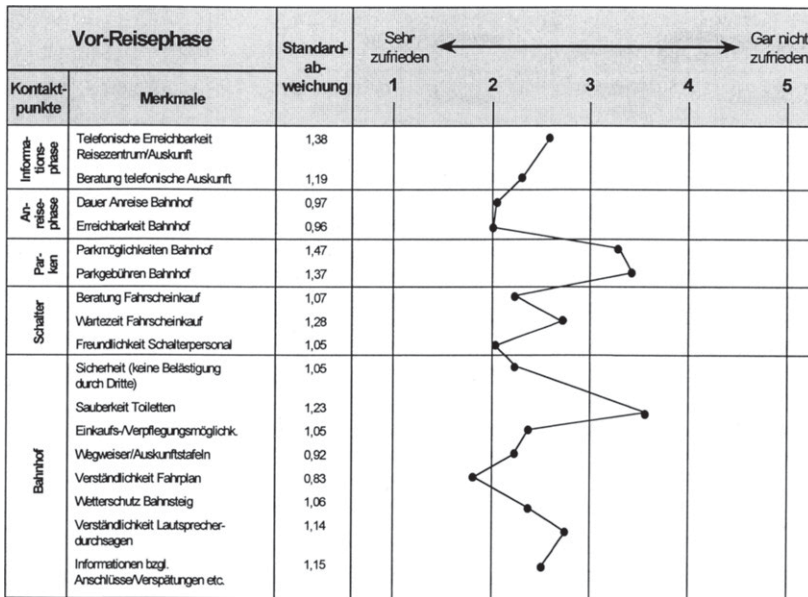 Vor-Reisephase
Standard-
ab-
weichung
Sehr
zufrieden
Gar nicht
zufrieden
1 2 3 4 5
Kontakt-
punkte
Merkmale
Informa-
tions-
phase
Telefonische Erreichbarkeit
Reisezentrum/Auskunft
1,38
Beratung telefonische Auskunft 1,19
An-
reise-
phase
Dauer Anreise Bahnhof 0,97
Erreichbarkeit Bahnhof 0,96
Par-
ken
Parkmöglichkeiten Bahnhof 1,47
Parkgebühren Bahnhof 1,37
Schalter
Beratung Fahrscheinkauf 1,07
Wartezeit Fahrscheinkauf 1,28
Freundlichkeit Schalterpersonal 1,05
Bahnhof
Sicherheit (keine Belästigung
durch Dritte)
1,05
Sauberkeit Toiletten 1,23
Einkaufs-/Verpflegungsmöglichk. 1,05
Wegweiser/Auskunftstafeln 0,92
Verständlichkeit Fahrplan 0,83
Wetterschutz Bahnsteig 1,06
Verständlichkeit Lautsprecher-
durchsagen
1,14
Informationen bzgl.
Anschlüsse/Verspätungen etc.
1,15